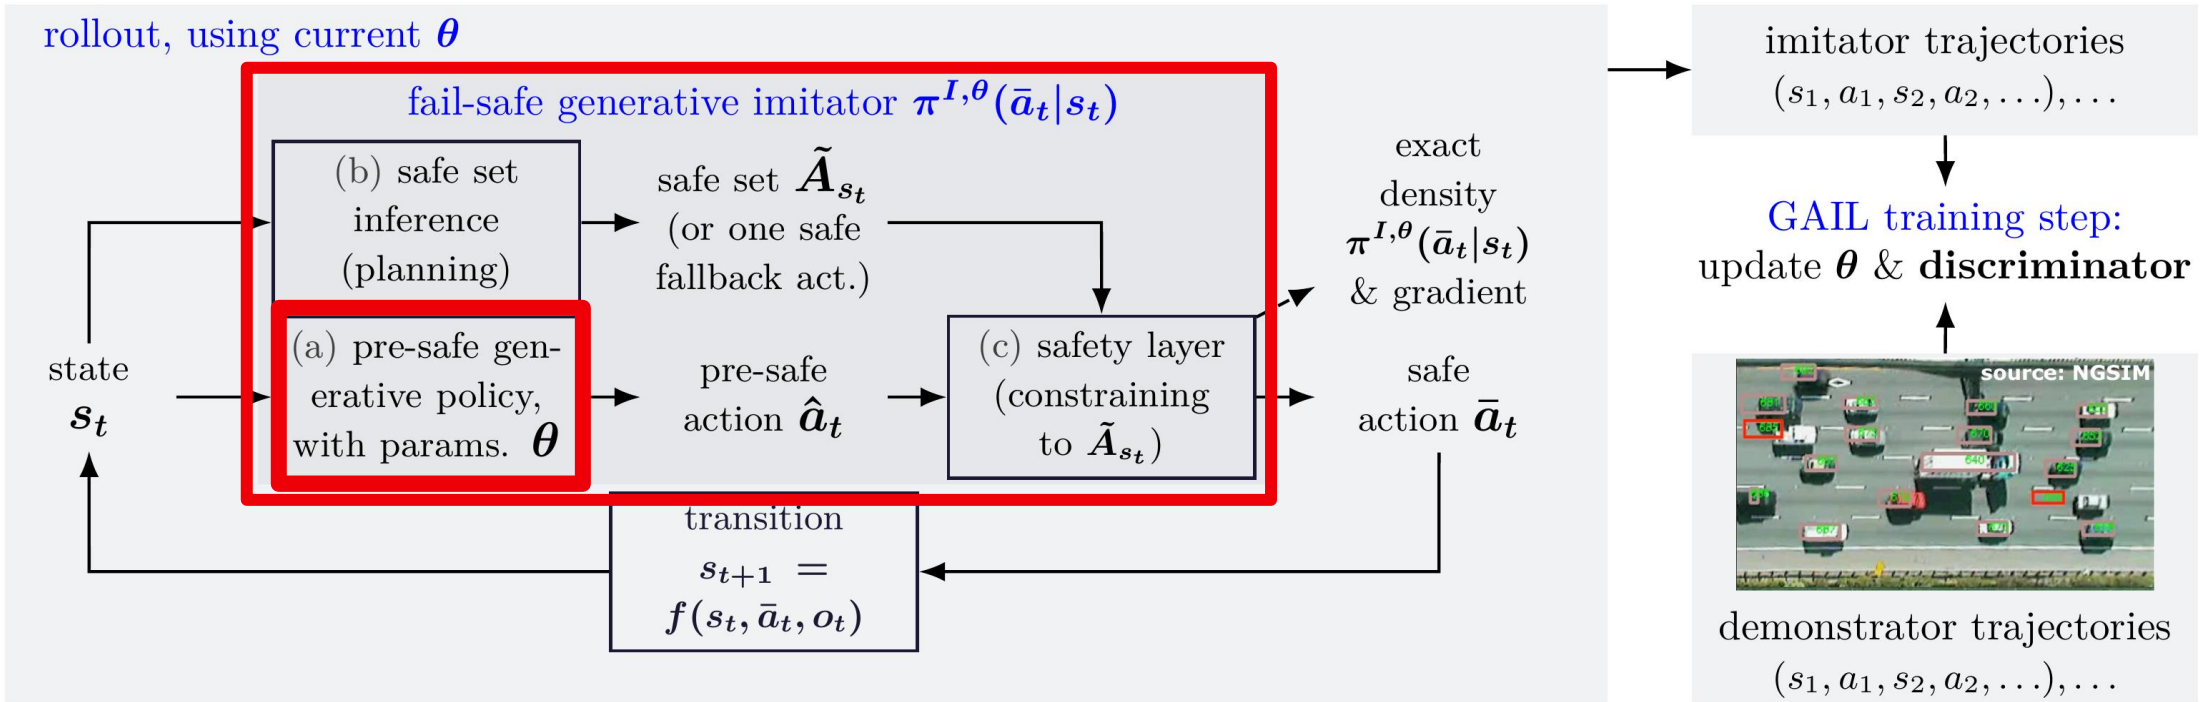 rollout, using current θ
fail-safe generative imitator π^{I,θ}(ā_t|s_t)
(b) safe set
inference
(planning)
safe set Ã_{s_t}
(or one safe
fallback act.)
exact
density
π^{I,θ}(ā_t|s_t)
& gradient
state
s_t
(a) pre-safe gen-
erative policy,
with params. θ
pre-safe
action â_t
(c) safety layer
(constraining
to Ã_{s_t})
safe
action ā_t
transition
s_{t+1} =
f(s_t, ā_t, o_t)
imitator trajectories
(s_1, a_1, s_2, a_2, ...), ...
GAIL training step:
update θ & discriminator
source: NGSIM
640
demonstrator trajectories
(s_1, a_1, s_2, a_2, ...), ...